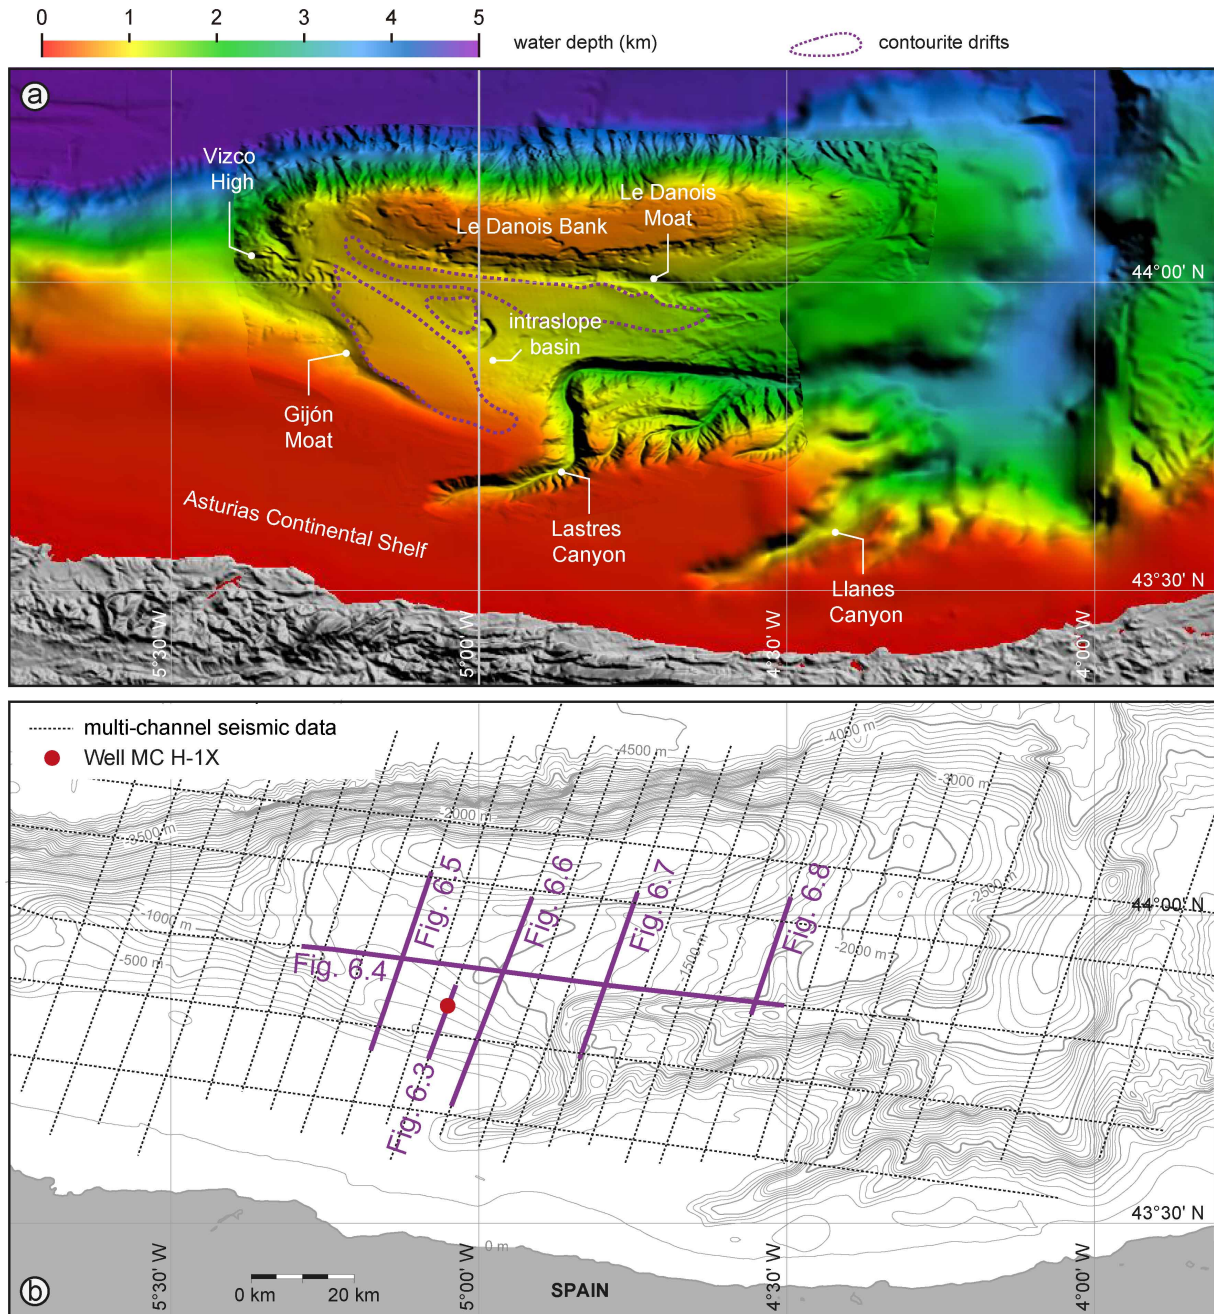 0 1 2 3 4 5
water depth (km)
contourite drifts
a
Vizco
High
Le Danois
Moat
Le Danois Bank
44°00' N
intraslope
basin
Gijón
Moat
Asturias Continental Shelf
Lastres
Canyon
Llanes
Canyon
43°30' N
5°30' W
5°00' W
4°30' W
4°00' W
multi-channel seismic data
Well MC H-1X
-4500 m
-4000 m
-3000 m
-2000 m
-3500 m
-2500 m
-1000 m
-500 m
-1500 m
-2000 m
Fig. 6.5
Fig. 6.6
Fig. 6.7
Fig. 6.8
Fig. 6.4
Fig. 6.3
44°00' N
43°30' N
0 m
5°30' W
5°00' W
4°30' W
4°00' W
0 km 20 km
SPAIN
b